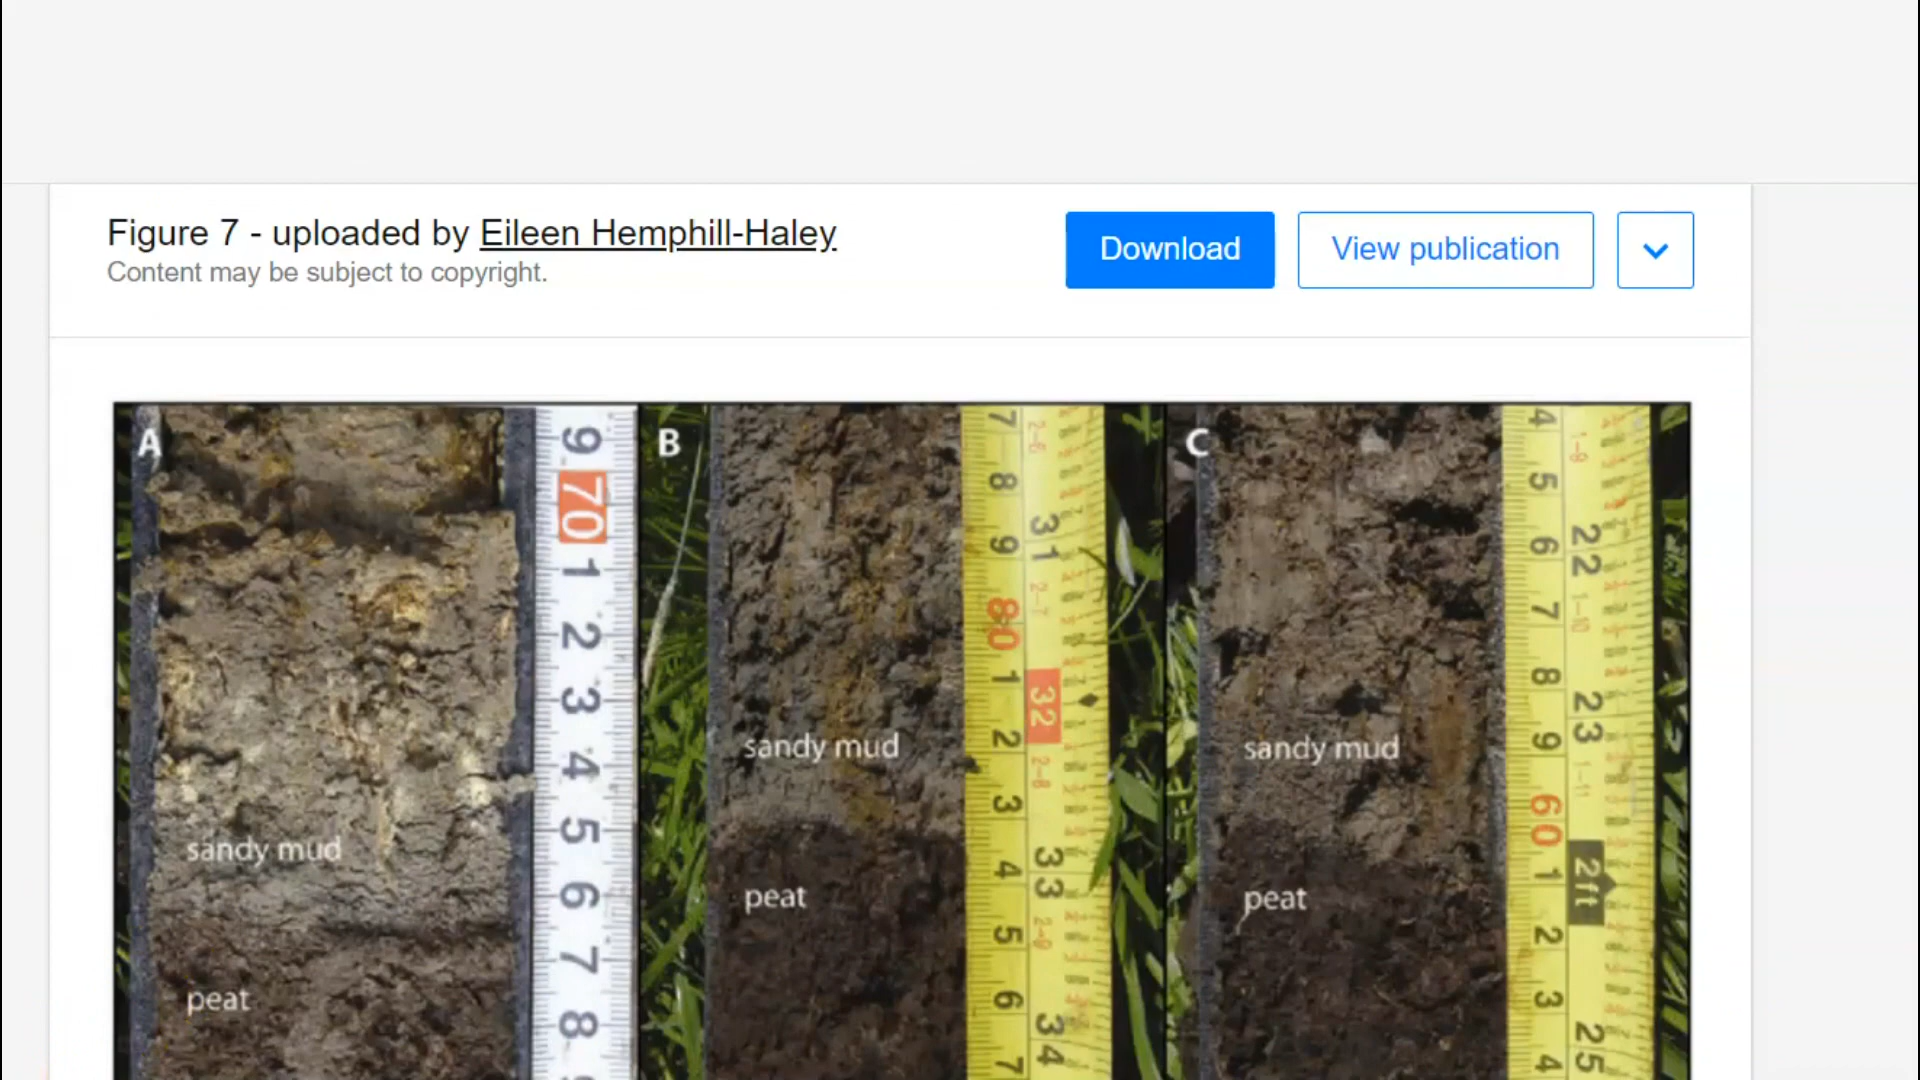 Figure 7 - uploaded by Eileen Hemphill-Haley
Content may be subject to copyright.
Download
View publication
A
9
70
1
2
3
4
5
6
7
8
sandy mud
peat
B
7
8
9
80
1
2
3
4
5
6
7
31
32
33
34
sandy mud
peat
C
4
5
6
7
8
9
60
1
2
3
4
22
23
2ft
25
sandy mud
peat